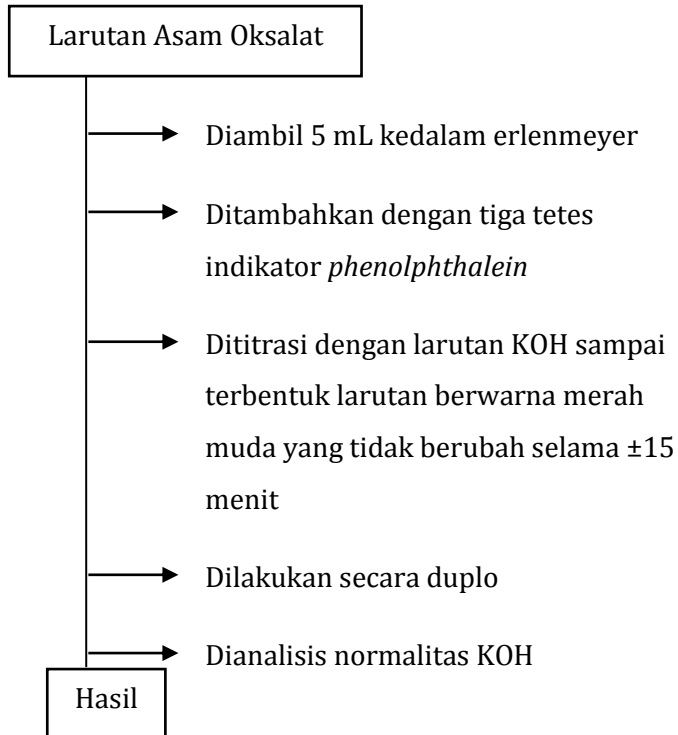 Larutan Asam Oksalat
Diambil 5 mL kedalam erlenmeyer
Ditambahkan dengan tiga tetes
indikator phenolphthalein
Dititrasi dengan larutan KOH sampai
terbentuk larutan berwarna merah
muda yang tidak berubah selama ±15
menit
Dilakukan secara duplo
Dianalisis normalitas KOH
Hasil